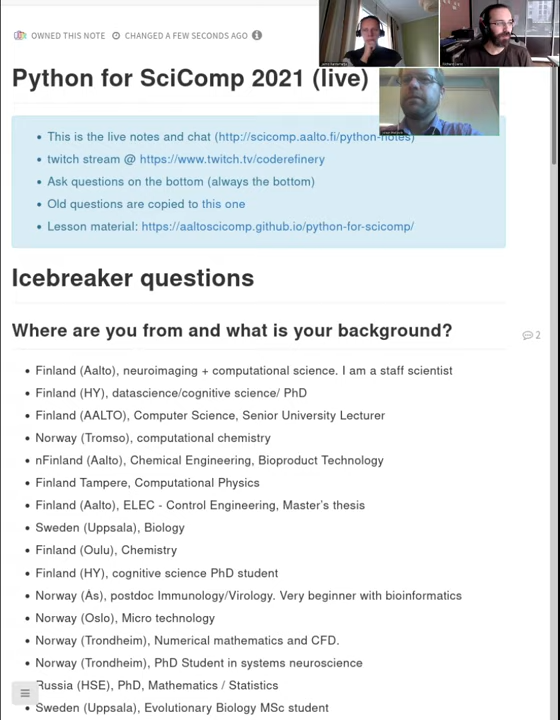 OWNED THIS NOTE CHANGED A FEW SECONDS AGO
Python for SciComp 2021 (live)
This is the live notes and chat (http://scicomp.aalto.fi/python-notes)
twitch stream @ https://www.twitch.tv/coderefinery
Ask questions on the bottom (always the bottom)
Old questions are copied to this one
Lesson material: https://aaltoscicomp.github.io/python-for-scicomp/
Icebreaker questions
Where are you from and what is your background?
2
Finland (Aalto), neuroimaging + computational science. I am a staff scientist
Finland (HY), datascience/cognitive science/ PhD
Finland (AALTO), Computer Science, Senior University Lecturer
Norway (Tromso), computational chemistry
nFinland (Aalto), Chemical Engineering, Bioproduct Technology
Finland Tampere, Computational Physics
Finland (Aalto), ELEC - Control Engineering, Master's thesis
Sweden (Uppsala), Biology
Finland (Oulu), Chemistry
Finland (HY), cognitive science PhD student
Norway (Ås), postdoc Immunology/Virology. Very beginner with bioinformatics
Norway (Oslo), Micro technology
Norway (Trondheim), Numerical mathematics and CFD.
Norway (Trondheim), PhD Student in systems neuroscience
Russia (HSE), PhD, Mathematics / Statistics
Sweden (Uppsala), Evolutionary Biology MSc student